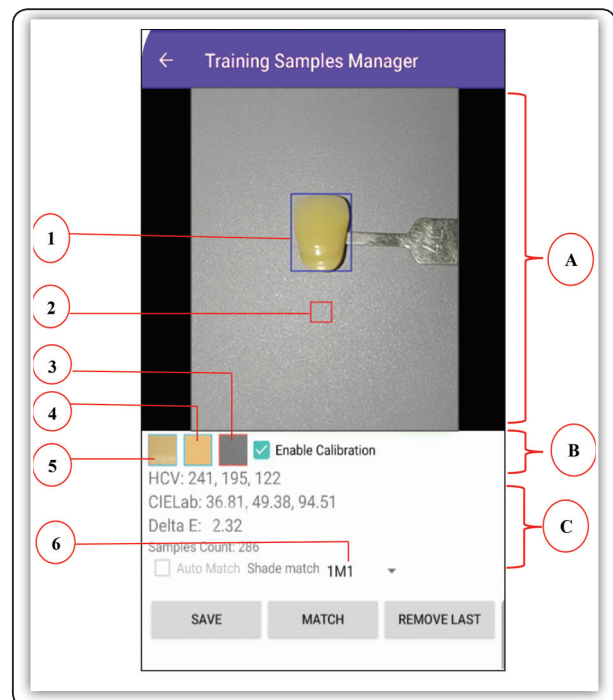 Training Samples Manager
1
A
2
3
4
Enable Calibration
B
5
HCV: 241, 195, 122
CIELab: 36.81, 49.38, 94.51
Delta E: 2.32
C
6
Samples Count: 286
Auto Match Shade match 1M1
SAVE MATCH REMOVE LAST